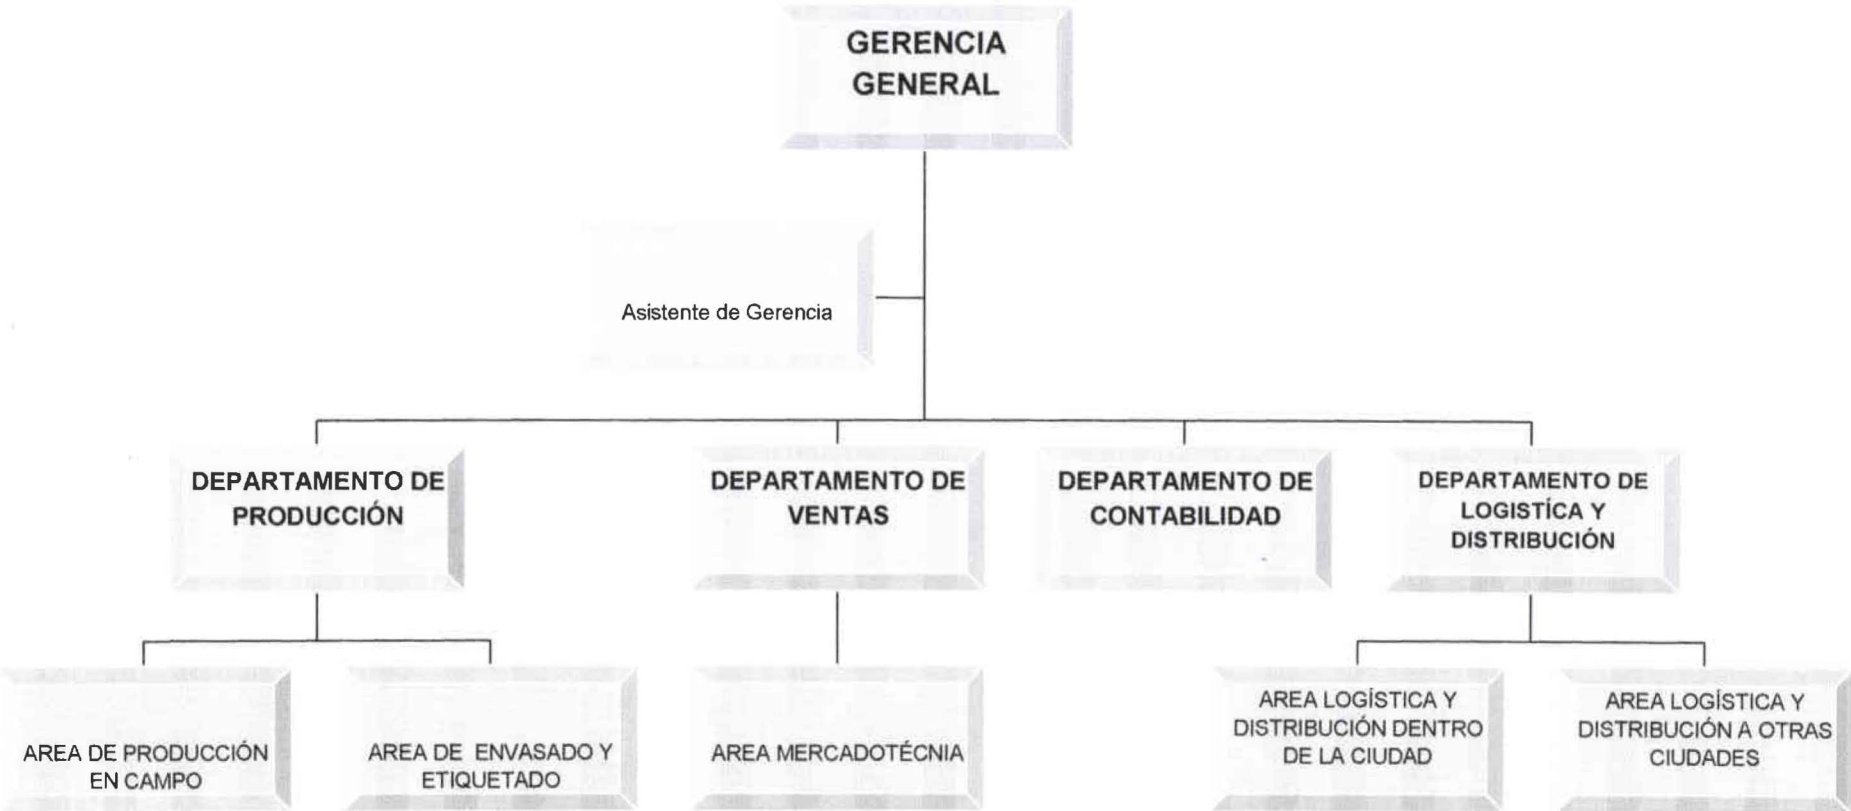 GERENCIA
GENERAL
Asistente de Gerencia
DEPARTAMENTO DE
PRODUCCIÓN
DEPARTAMENTO DE
VENTAS
DEPARTAMENTO DE
CONTABILIDAD
DEPARTAMENTO DE
LOGISTÍCA Y
DISTRIBUCIÓN
AREA DE PRODUCCIÓN
EN CAMPO
AREA DE ENVASADO Y
ETIQUETADO
AREA MERCADOTÉCNIA
AREA LOGÍSTICA Y
DISTRIBUCIÓN DENTRO
DE LA CIUDAD
AREA LOGÍSTICA Y
DISTRIBUCIÓN A OTRAS
CIUDADES